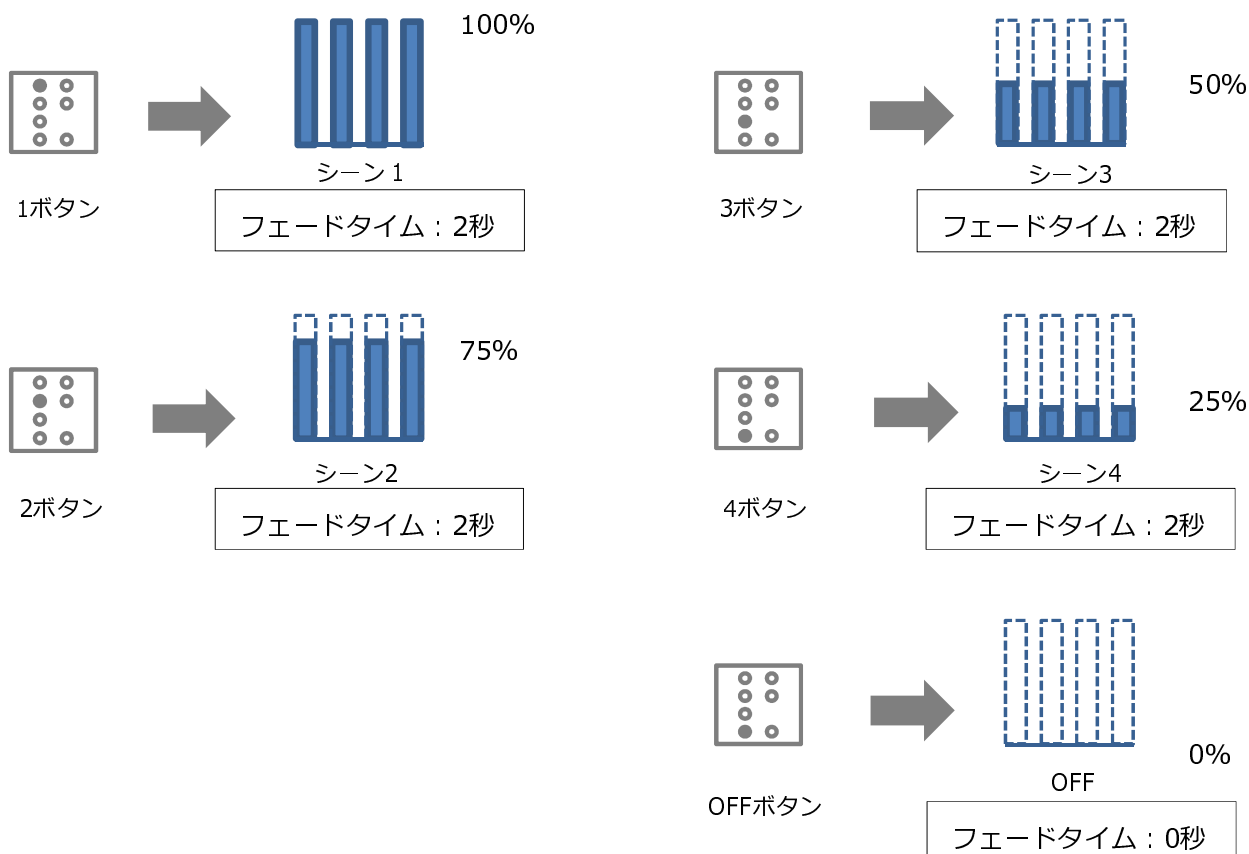 100%
シーン 1
1ボタン
フェードタイム：2秒
50%
シーン3
3ボタン
フェードタイム：2秒
75%
シーン2
2ボタン
フェードタイム：2秒
25%
シーン4
4ボタン
フェードタイム：2秒
0%
OFF
OFFボタン
フェードタイム：0秒